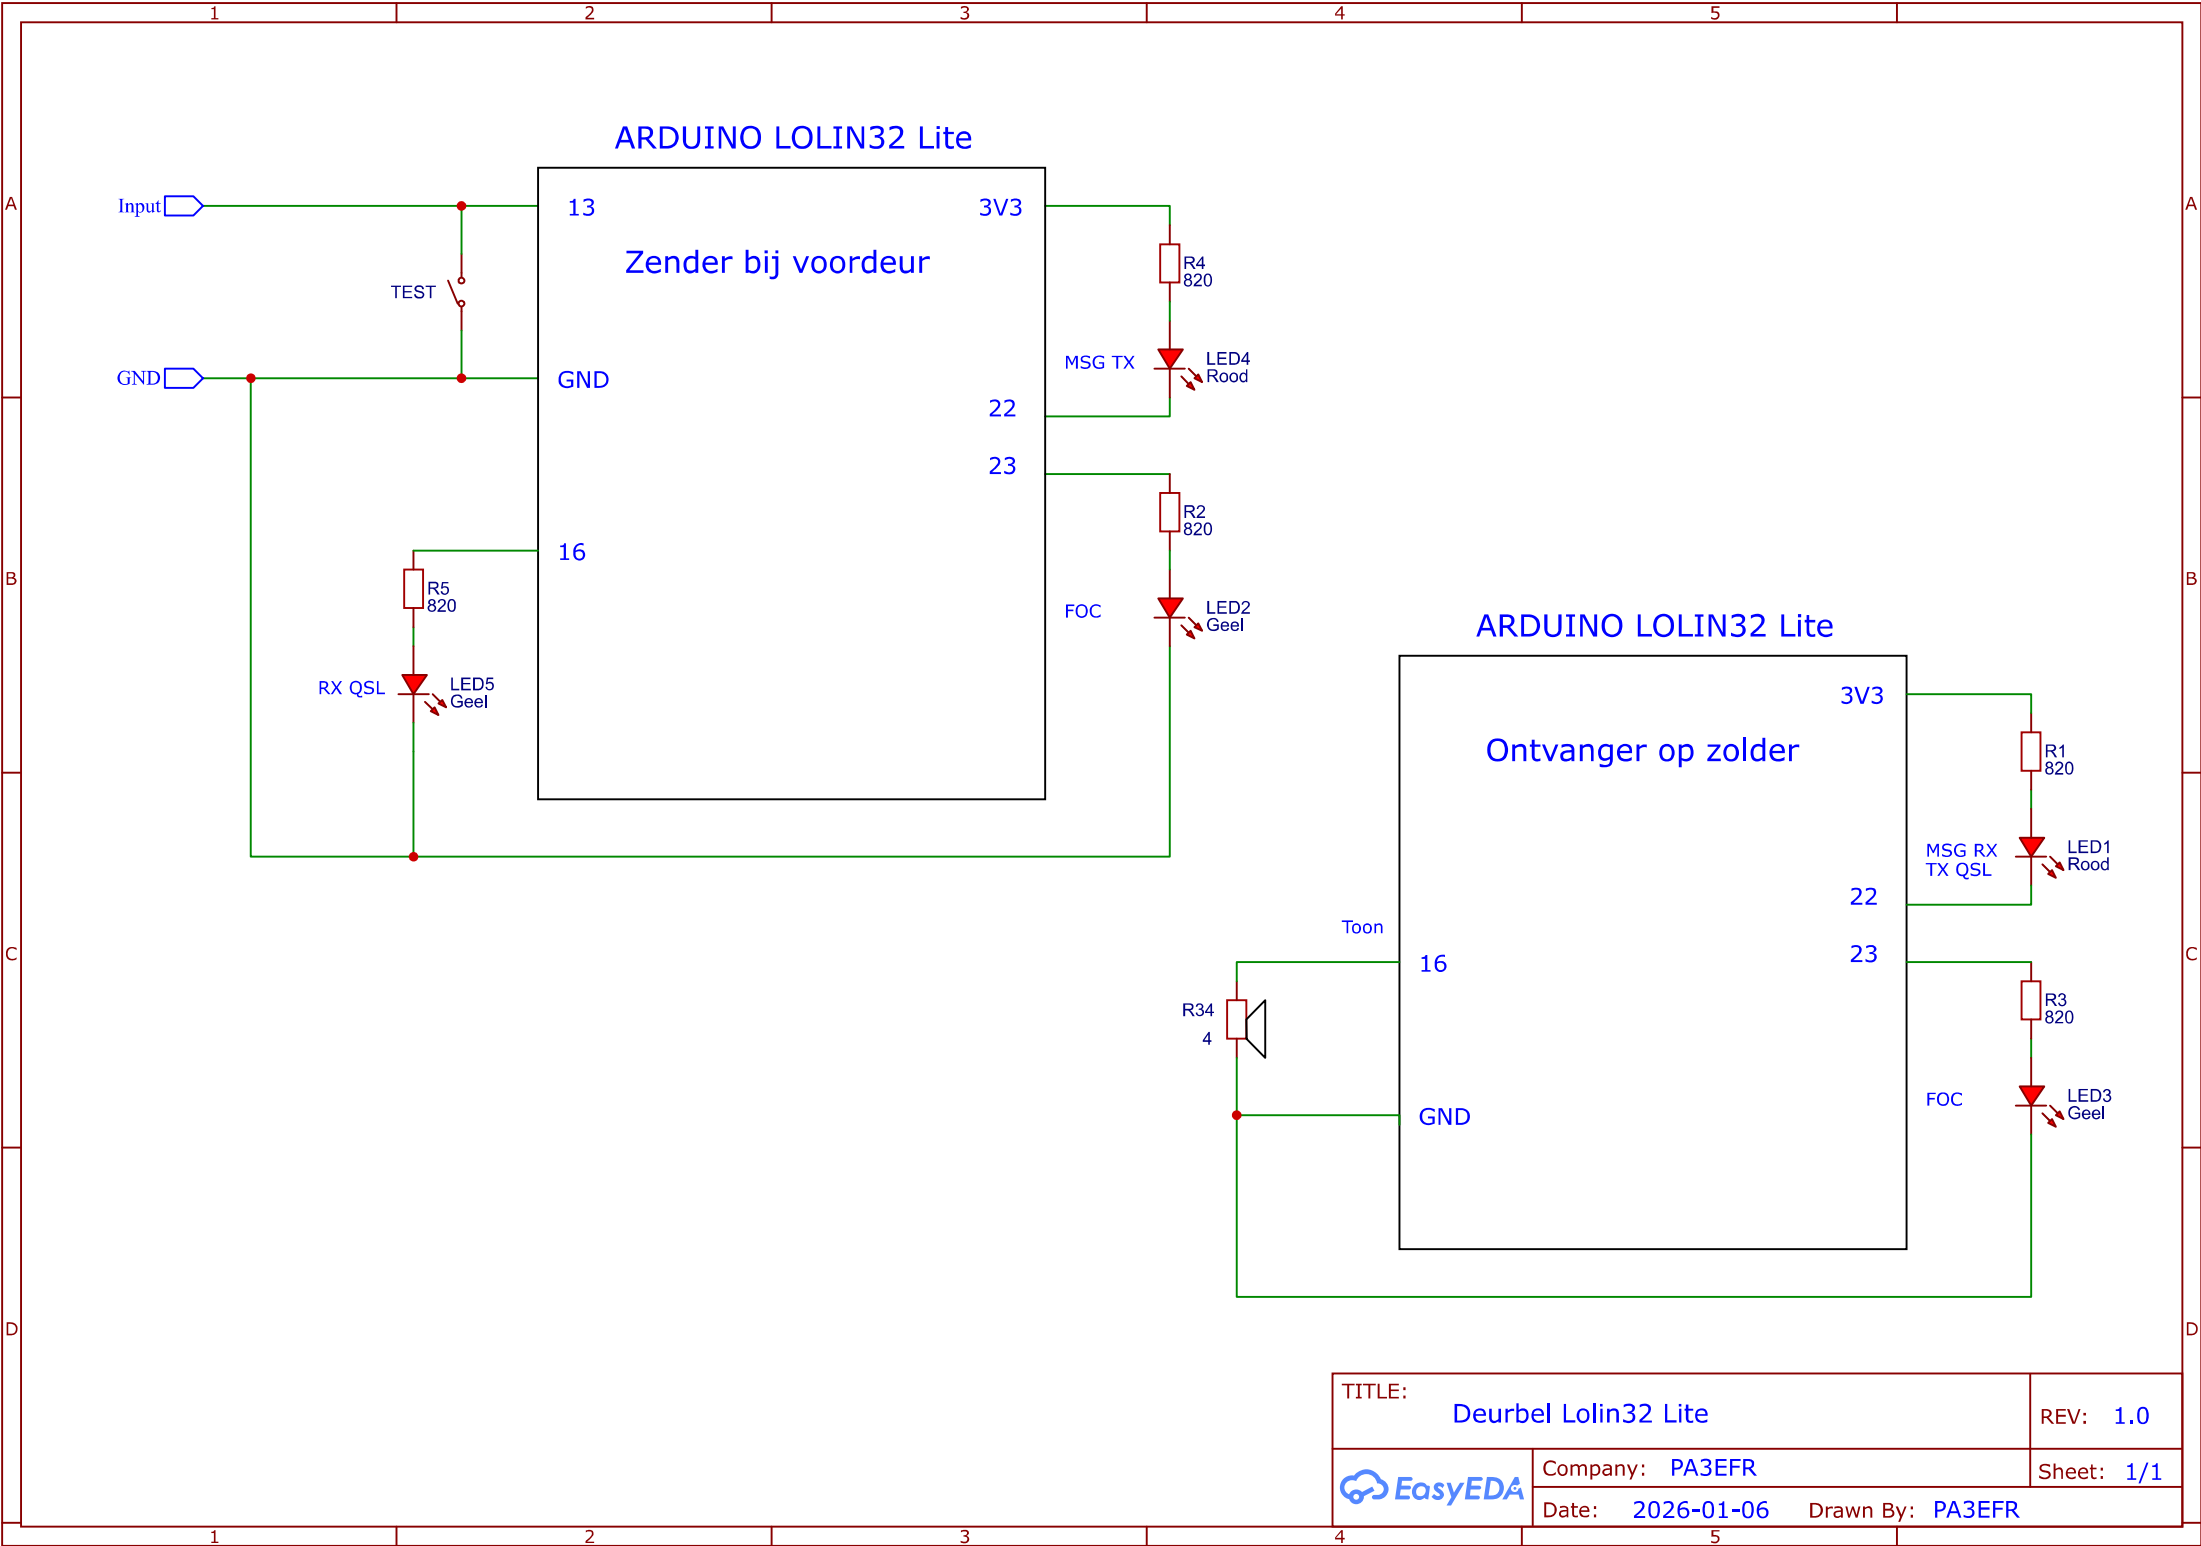 1 2 3 4 5
A A
B B
C C
D D
ARDUINO LOLIN32 Lite
Input
13
3V3
Zender bij voordeur
TEST
R4
820
GND
GND
MSG TX
LED4
Rood
22
23
R2
820
16
R5
820
FOC
LED2
Geel
RX QSL
LED5
Geel
ARDUINO LOLIN32 Lite
3V3
Ontvanger op zolder
R1
820
MSG RX
TX QSL
LED1
Rood
22
Toon
16
23
R34
4
R3
820
GND
FOC
LED3
Geel
TITLE:
Deurbel Lolin32 Lite
REV: 1.0
EasyEDA
Company: PA3EFR
Sheet: 1/1
Date: 2026-01-06 Drawn By: PA3EFR
1 2 3 4 5